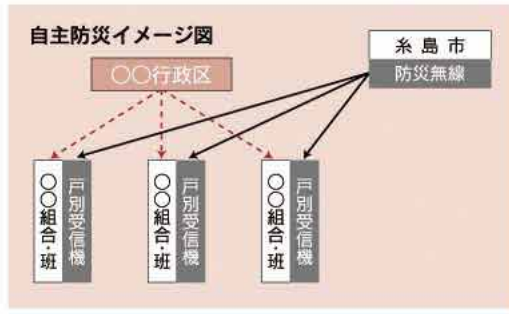 自主防災イメージ図
糸島市
防災無線
〇〇行政区
〇〇組合・班
戸別受信機
〇〇組合・班
戸別受信機
〇〇組合・班
戸別受信機